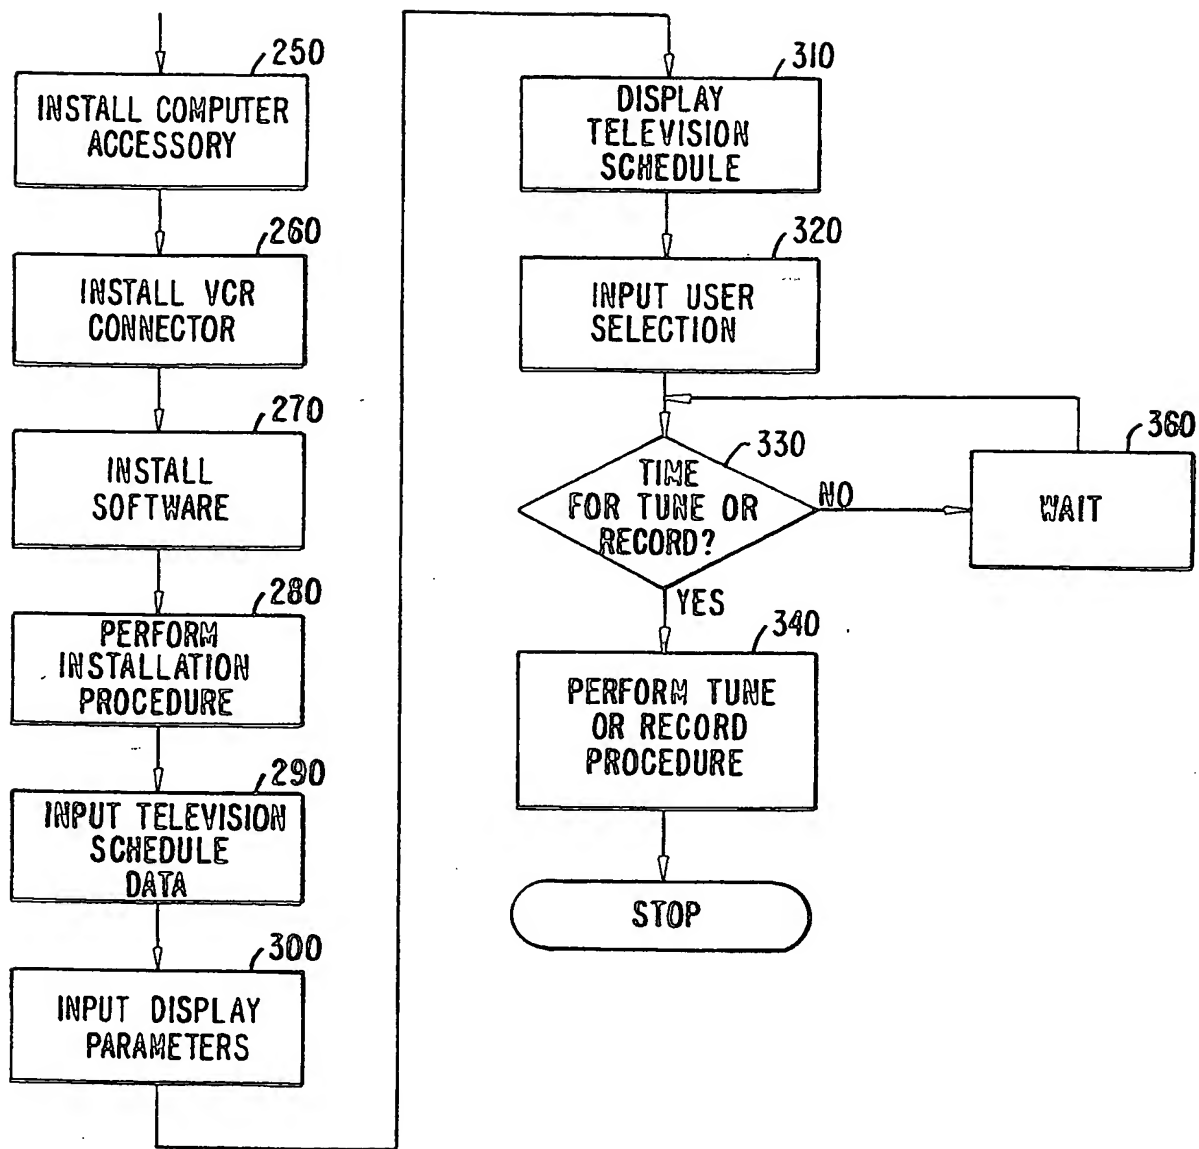 250
INSTALL COMPUTER
ACCESSORY
260
INSTALL VCR
CONNECTOR
270
INSTALL
SOFTWARE
280
PERFORM
INSTALLATION
PROCEDURE
290
INPUT TELEVISION
SCHEDULE
DATA
300
INPUT DISPLAY
PARAMETERS
310
DISPLAY
TELEVISION
SCHEDULE
320
INPUT USER
SELECTION
330
TIME
FOR TUNE OR
RECORD?
NO
360
WAIT
YES
340
PERFORM TUNE
OR RECORD
PROCEDURE
STOP